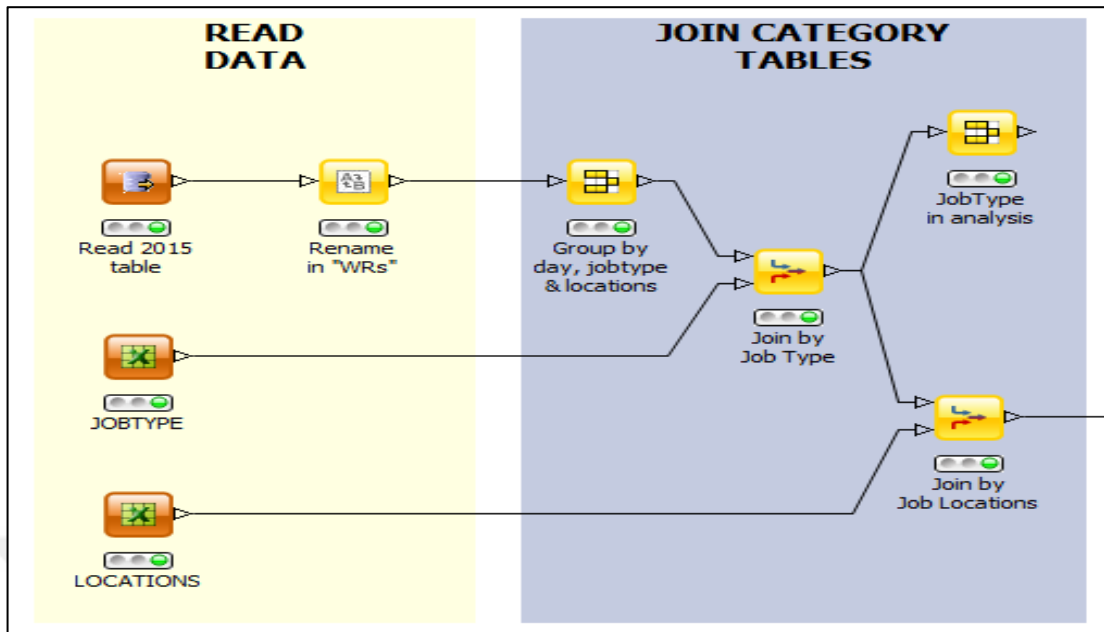 READ
DATA
JOIN CATEGORY
TABLES
Read 2015
table
Rename
in "WRs"
Group by
day, jobtype
& locations
JobType
in analysis
Join by
Job Type
JOBTYPE
Join by
Job Locations
LOCATIONS